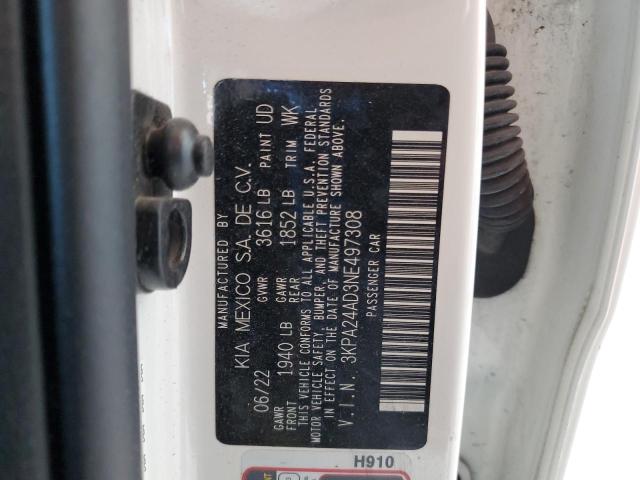 MANUFACTURED BY
KIA MEXICO S.A. DE C.V.
06/22 GVWR 3616 LB PAINT UD
GAWR FRONT 1940 LB GAWR REAR 1852 LB TRIM WK
THIS VEHICLE CONFORMS TO ALL APPLICABLE U.S.A. FEDERAL
MOTOR VEHICLE SAFETY, BUMPER, AND THEFT PREVENTION STANDARDS
IN EFFECT ON THE DATE OF MANUFACTURE SHOWN ABOVE.
V.I.N. 3KPA24AD3NE497308
PASSENGER CAR
H910